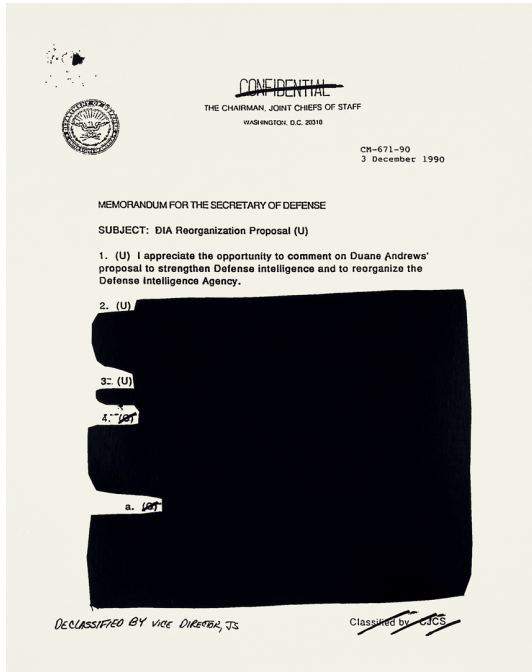 CONFIDENTIAL
THE CHAIRMAN, JOINT CHIEFS OF STAFF
WASHINGTON, D.C. 20318
CM-671-90
3 December 1990
MEMORANDUM FOR THE SECRETARY OF DEFENSE
SUBJECT: DIA Reorganization Proposal (U)
1. (U) I appreciate the opportunity to comment on Duane Andrews'
proposal to strengthen Defense intelligence and to reorganize the
Defense Intelligence Agency.
2. (U)
3. (U)
4.
a.
DECLASSIFIED BY VICE DIRECTOR, JS
Classified by CJCS